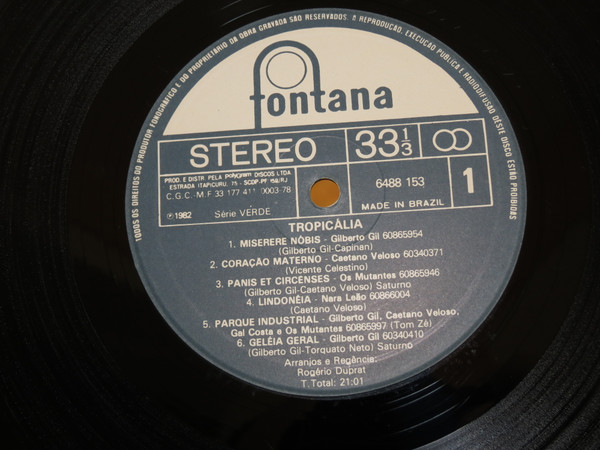 TODOS OS DIREITOS DO PRODUTOR FONOGRÁFICO E DO PROPRIETÁRIO DA OBRA GRAVADA SÃO RESERVADOS. A REPRODUÇÃO, EXECUÇÃO PÚBLICA E RADIODIFUSÃO DESTE DISCO ESTÃO PROIBIDAS
fontana
STEREO
33 1/3
PROD. E DISTR. PELA polygram DISCOS LTDA
ESTRADA ITAPICURU, 75 - SCDP-PF
C.G.C.-M.F 33 177 411 0003-78
℗1982 Série VERDE
6488 153
MADE IN BRAZIL
1
TROPICÁLIA
1. MISERERE NÓBIS - Gilberto Gil 60865954
(Gilberto Gil-Capinan)
2. CORAÇÃO MATERNO - Caetano Veloso 60340371
(Vicente Celestino)
3. PANIS ET CIRCENSES - Os Mutantes 60865946
(Gilberto Gil-Caetano Veloso) Saturno
4. LINDONÉIA - Nara Leão 60866004
(Caetano Veloso)
5. PARQUE INDUSTRIAL - Gilberto Gil, Caetano Veloso,
Gal Costa e Os Mutantes 60865997 (Tom Zé)
6. GELÉIA GERAL - Gilberto Gil 60340410
(Gilberto Gil-Torquato Neto) Saturno
Arranjos e Regência:
Rogério Duprat
T.Total: 21:01